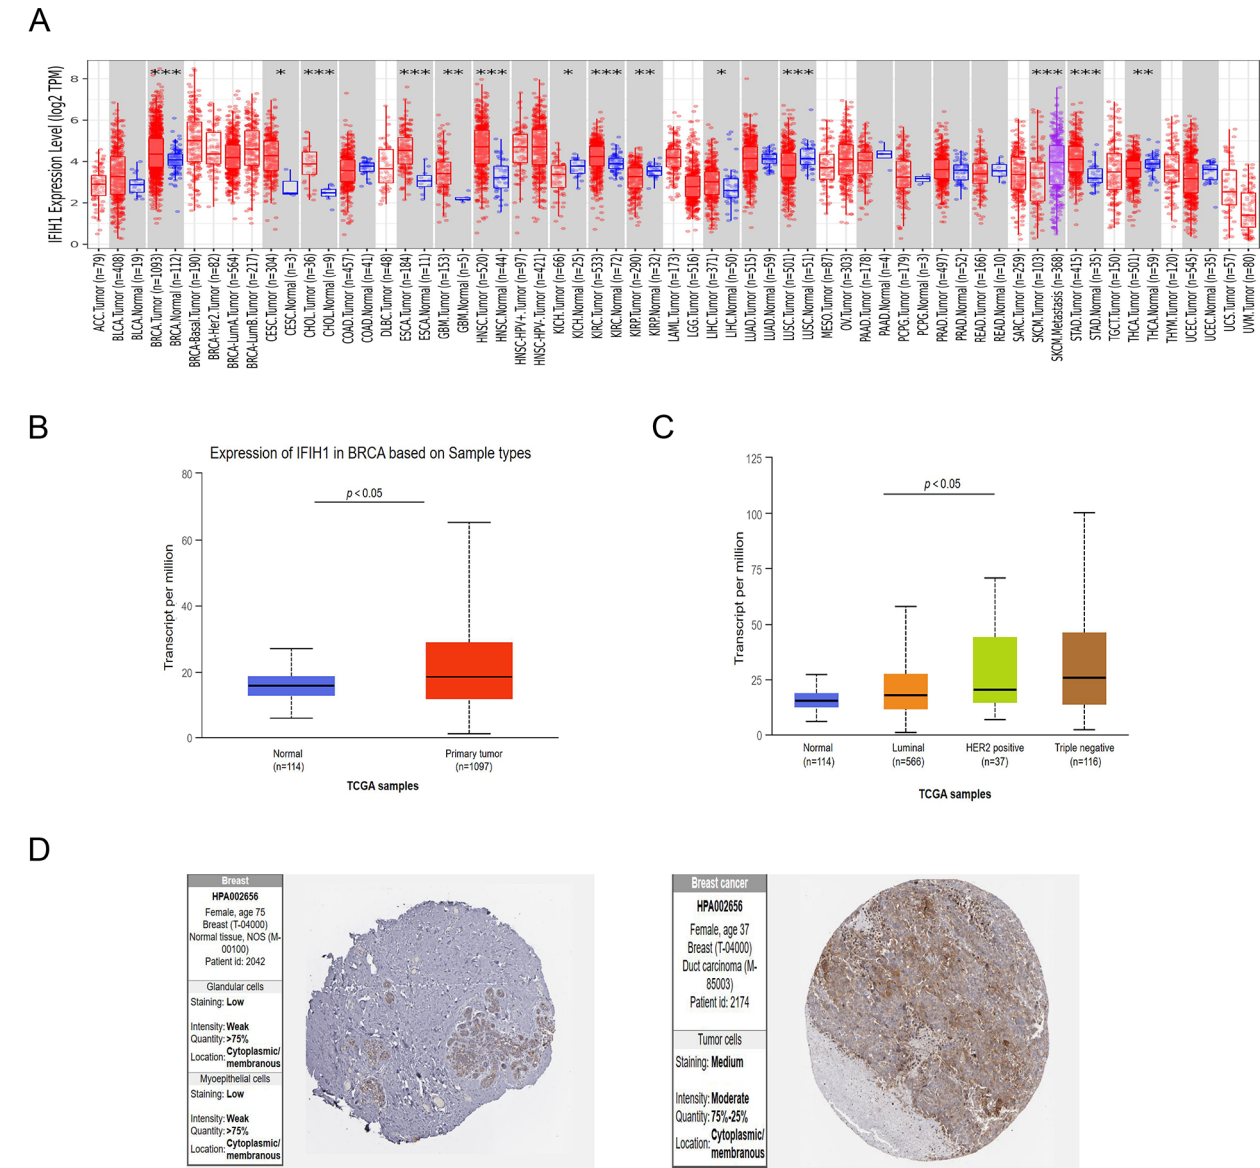 A
IFIH1 Expression Level (log2 TPM)
8
6
4
2
0
*** * *** *** ** *** * *** ** * *** *** *** **
ACC.Tumor (n=79)
BLCA.Tumor (n=408)
BLCA.Normal (n=19)
BRCA.Tumor (n=1093)
BRCA.Normal (n=112)
BRCA-Basal.Tumor (n=190)
BRCA-Her2.Tumor (n=82)
BRCA-LumA.Tumor (n=564)
BRCA-LumB.Tumor (n=217)
CESC.Tumor (n=304)
CESC.Normal (n=3)
CHOL.Tumor (n=36)
CHOL.Normal (n=9)
COAD.Tumor (n=457)
COAD.Normal (n=41)
DLBC.Tumor (n=48)
ESCA.Tumor (n=184)
ESCA.Normal (n=11)
GBM.Tumor (n=153)
GBM.Normal (n=5)
HNSC.Tumor (n=520)
HNSC.Normal (n=44)
HNSC-HPV+.Tumor (n=97)
HNSC-HPV-.Tumor (n=421)
KICH.Tumor (n=66)
KICH.Normal (n=25)
KIRC.Tumor (n=533)
KIRC.Normal (n=72)
KIRP.Tumor (n=290)
KIRP.Normal (n=32)
LAML.Tumor (n=173)
LGG.Tumor (n=516)
LIHC.Tumor (n=371)
LIHC.Normal (n=50)
LUAD.Tumor (n=515)
LUAD.Normal (n=59)
LUSC.Tumor (n=501)
LUSC.Normal (n=51)
MESO.Tumor (n=87)
OV.Tumor (n=303)
PAAD.Tumor (n=178)
PAAD.Normal (n=4)
PCPG.Tumor (n=179)
PCPG.Normal (n=3)
PRAD.Tumor (n=497)
PRAD.Normal (n=52)
READ.Tumor (n=166)
READ.Normal (n=10)
SARC.Tumor (n=259)
SKCM.Tumor (n=103)
SKCM.Metastasis (n=368)
STAD.Tumor (n=415)
STAD.Normal (n=35)
TGCT.Tumor (n=150)
THCA.Tumor (n=501)
THCA.Normal (n=59)
THYM.Tumor (n=120)
UCEC.Tumor (n=545)
UCEC.Normal (n=35)
UCS.Tumor (n=57)
UVM.Tumor (n=80)
B
Expression of IFIH1 in BRCA based on Sample types
Transcript per million
80
60
40
20
0
p < 0.05
Normal
(n=114)
Primary tumor
(n=1097)
TCGA samples
C
Transcript per million
125
100
75
50
25
0
p < 0.05
Normal
(n=114)
Luminal
(n=566)
HER2 positive
(n=37)
Triple negative
(n=116)
TCGA samples
D
Breast
HPA002656
Female, age 75
Breast (T-04000)
Normal tissue, NOS (M-
00100)
Patient id: 2042
Glandular cells
Staining: Low
Intensity: Weak
Quantity: >75%
Location: Cytoplasmic/
membranous
Myoepithelial cells
Staining: Low
Intensity: Weak
Quantity: >75%
Location: Cytoplasmic/
membranous
Breast cancer
HPA002656
Female, age 37
Breast (T-04000)
Duct carcinoma (M-
85003)
Patient id: 2174
Tumor cells
Staining: Medium
Intensity: Moderate
Quantity: 75%-25%
Location: Cytoplasmic/
membranous